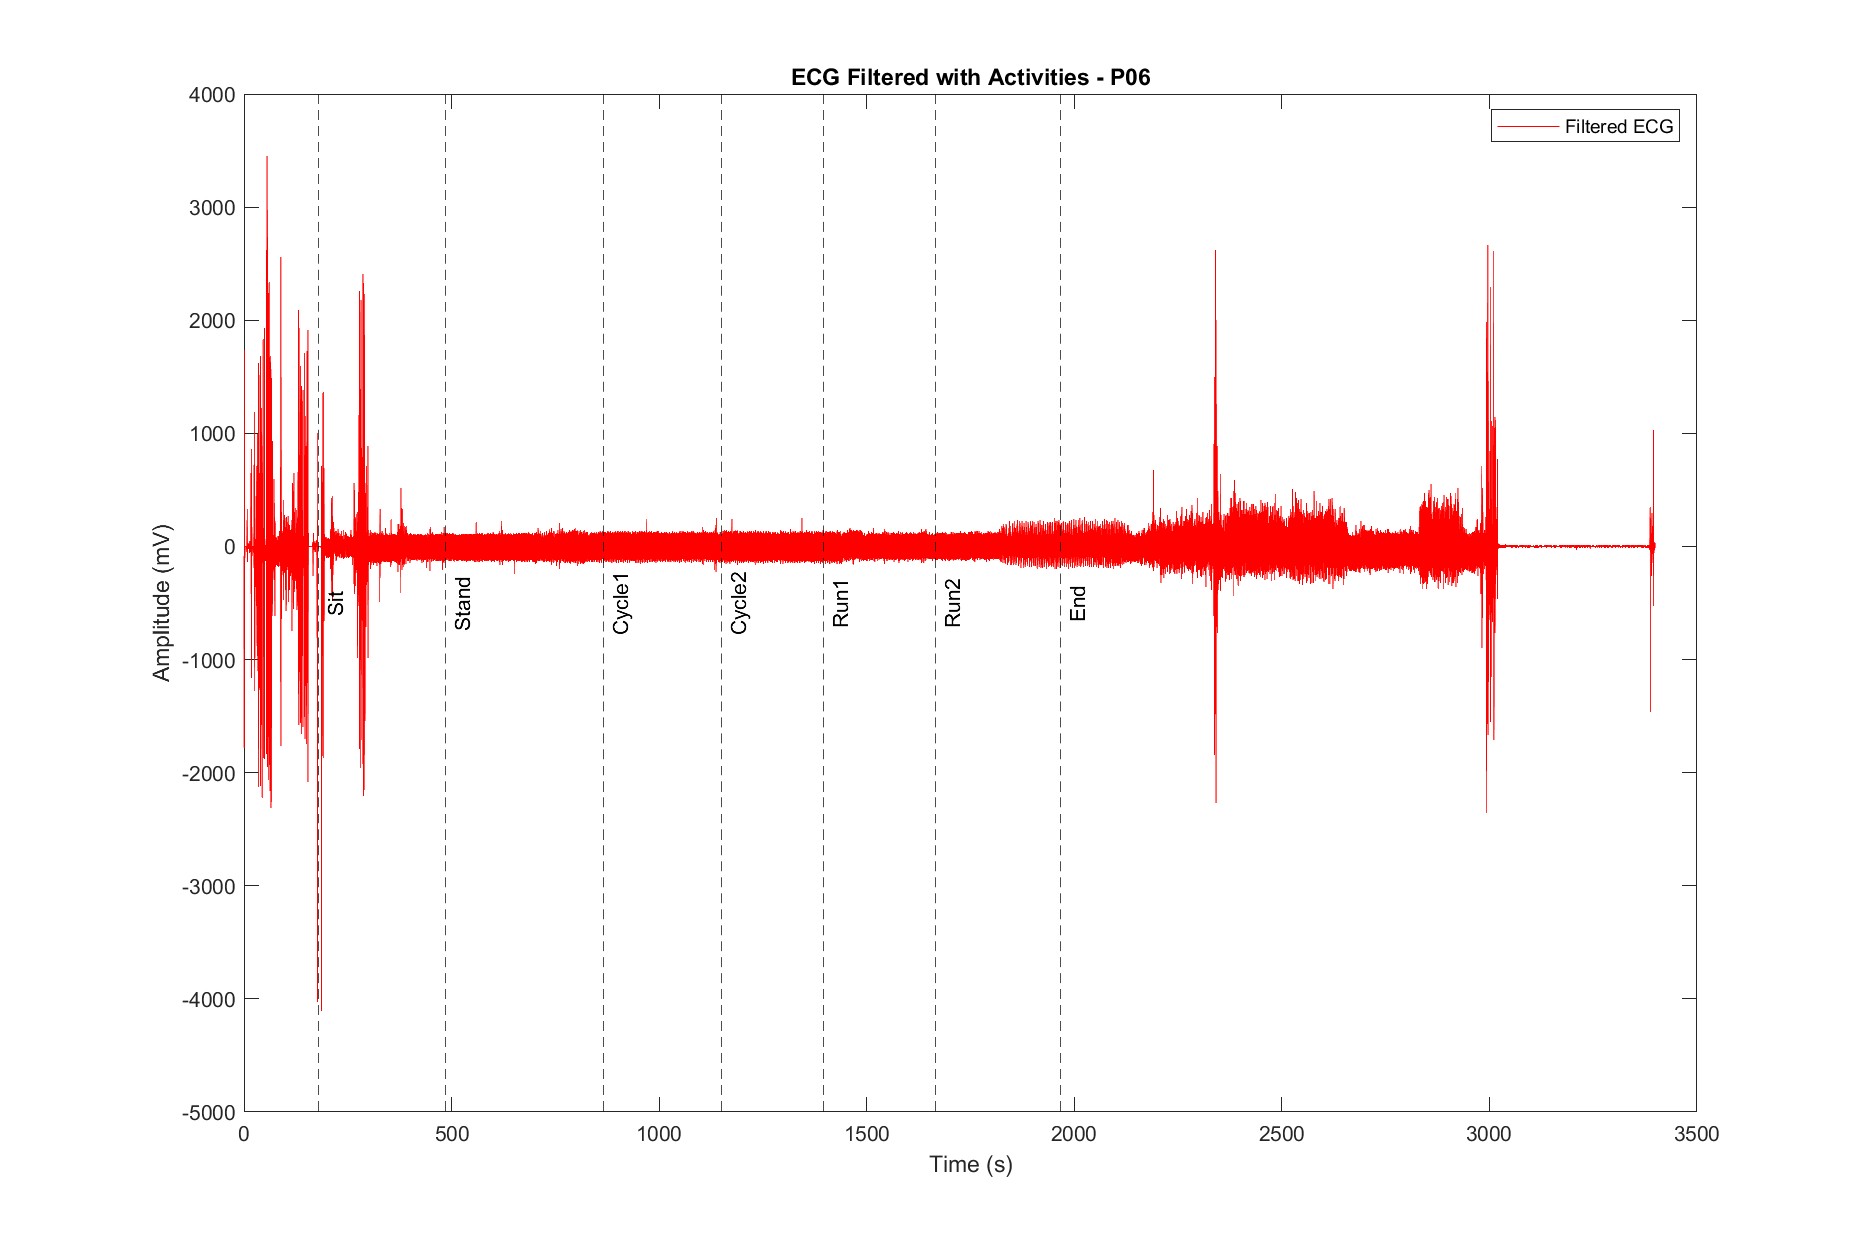 ECG Filtered with Activities - P06
4000
3000
2000
1000
0
-1000
-2000
-3000
-4000
-5000
Amplitude (mV)
Filtered ECG
Sit
Stand
Cycle1
Cycle2
Run1
Run2
End
0 500 1000 1500 2000 2500 3000 3500
Time (s)